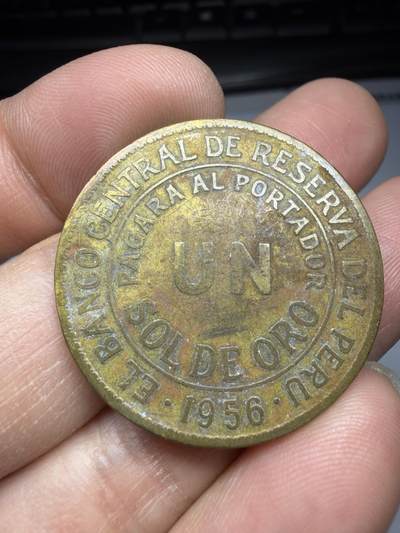 EL BANCO CENTRAL DE RESERVA DEL PERU
PAGARA AL PORTADOR
UN
SOL DE ORO
· 1956 ·